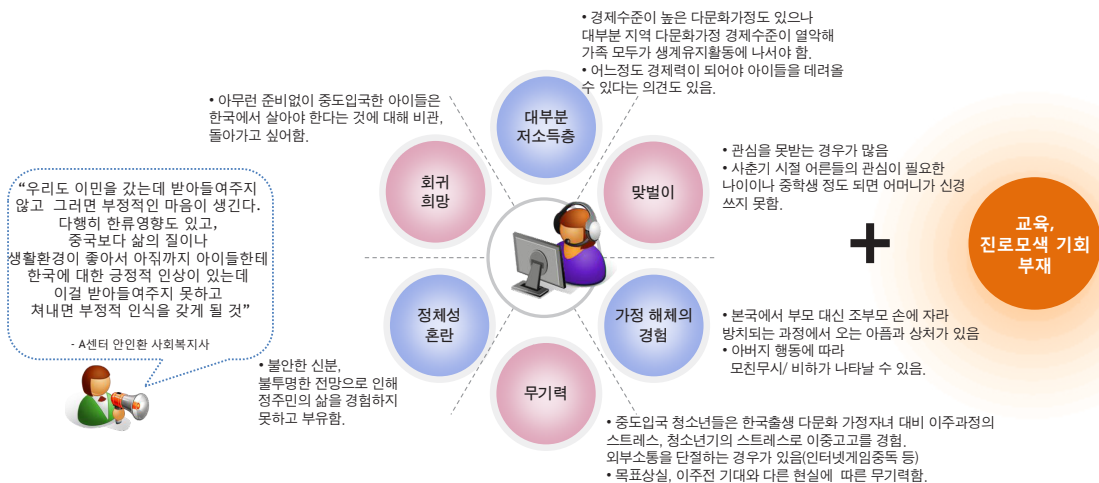 • 경제수준이 높은 다문화가정도 있으나
대부분 지역 다문화가정 경제수준이 열악해
가족 모두가 생계유지활동에 나서야 함.
• 어느정도 경제력이 되어야 아이들을 데려올
수 있다는 의견도 있음.
• 아무런 준비없이 중도입국한 아이들은
한국에서 살아야 한다는 것에 대해 비관,
돌아가고 싶어함.
대부분
저소득층
회귀
희망
맞벌이
• 관심을 못받는 경우가 많음
• 사춘기 시절 어른들의 관심이 필요한
나이이나 중학생 정도 되면 어머니가 신경
쓰지 못함.
“우리도 이민을 갔는데 받아들여주지
않고 그러면 부정적인 마음이 생긴다.
다행히 한류영향도 있고,
중국보다 삶의 질이나
생활환경이 좋아서 아직까지 아이들한테
한국에 대한 긍정적 인상이 있는데
이걸 받아들여주지 못하고
쳐내면 부정적 인식을 갖게 될 것”
- A센터 안인환 사회복지사
+
교육,
진로모색 기회
부재
정체성
혼란
가정 해체의
경험
무기력
• 본국에서 부모 대신 조부모 손에 자라
방치되는 과정에서 오는 아픔과 상처가 있음
• 아버지 행동에 따라
모친무시/ 비하가 나타날 수 있음.
• 불안한 신분,
불투명한 전망으로 인해
정주민의 삶을 경험하지
못하고 부유함.
• 중도입국 청소년들은 한국출생 다문화 가정자녀 대비 이주과정의
스트레스, 청소년기의 스트레스로 이중고고를 경험.
외부소통을 단절하는 경우가 있음(인터넷게임중독 등)
• 목표상실, 이주전 기대와 다른 현실에 따른 무기력함.